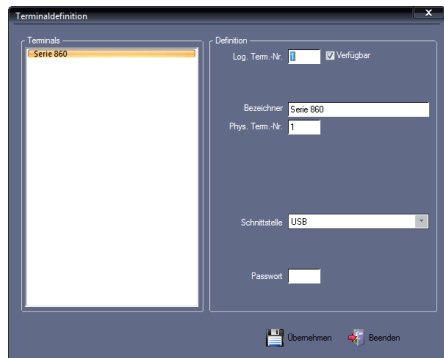 Terminaldefinition
x
Terminals
Serie 860
Definition
Log. Term.-Nr. 1 Verfügbar
Bezeichner Serie 860
Phys. Term.-Nr. 1
Schnittstelle USB
Passwort
Übernehmen Beenden